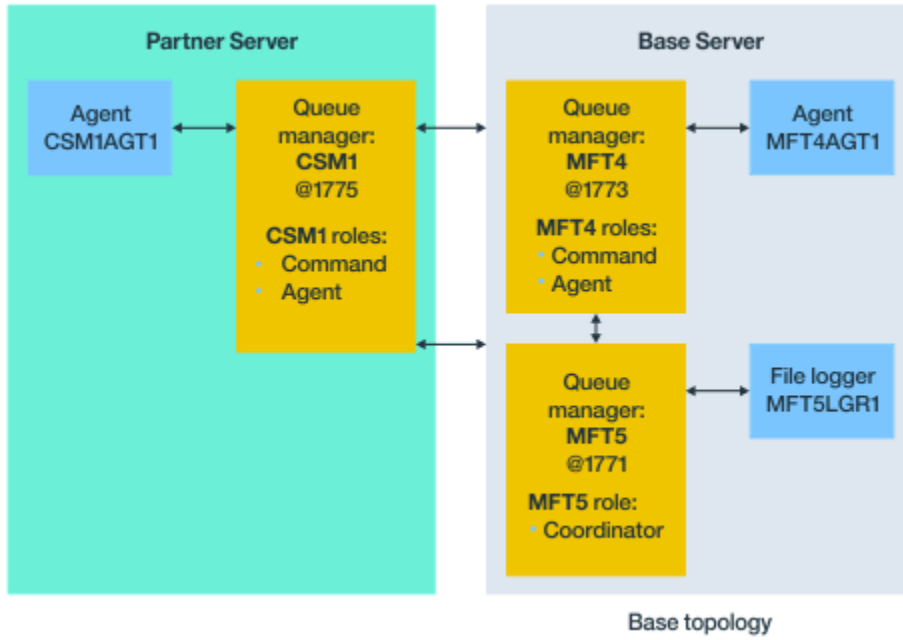 Partner Server
Agent
CSM1AGT1
Queue
manager:
CSM1
@1775
CSM1 roles:
• Command
• Agent
Base Server
Queue
manager:
MFT4
@1773
MFT4 roles:
• Command
• Agent
Agent
MFT4AGT1
Queue
manager:
MFT5
@1771
MFT5 role:
• Coordinator
File logger
MFT5LGR1
Base topology